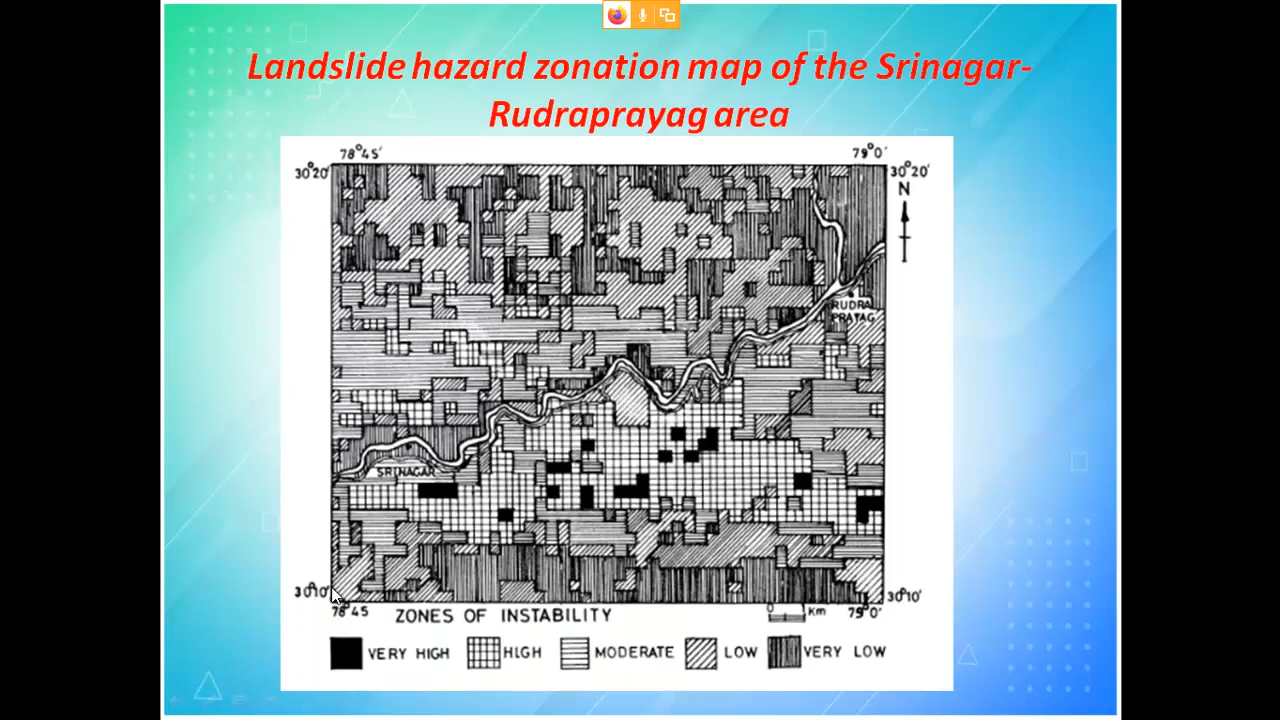 Landslide hazard zonation map of the Srinagar-
Rudraprayag area
78°45' 79°0'
30°20' 30°20'
N
RUDRA
PRAYAG
SRINAGAR
30°10' 30°10'
78°45 79°0'
ZONES OF INSTABILITY 0 Km
VERY HIGH HIGH MODERATE LOW VERY LOW